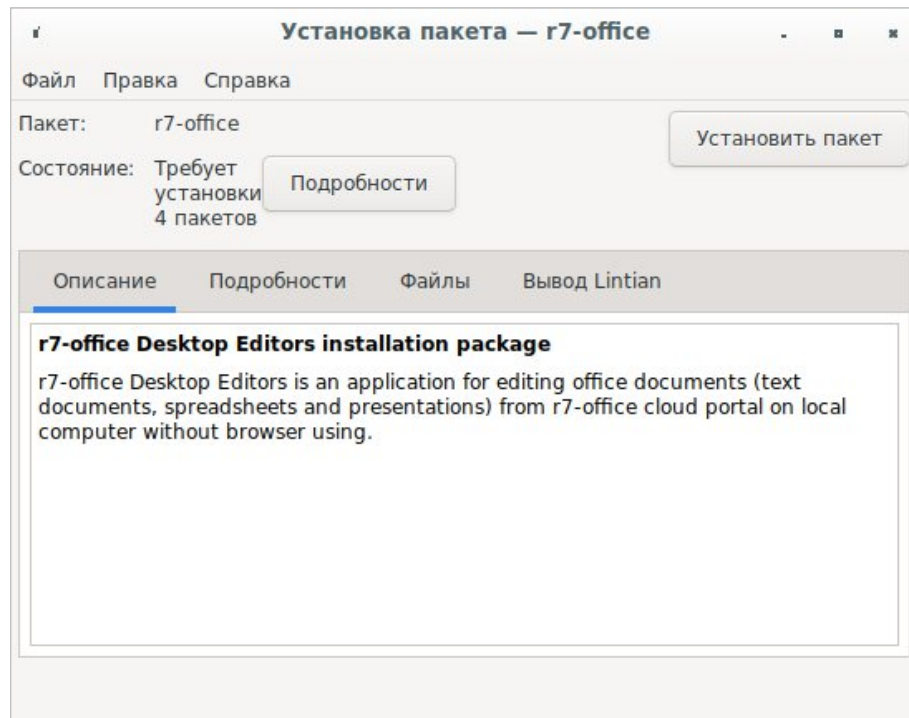 Установка пакета — r7-office
Файл Правка Справка
Пакет: r7-office
Установить пакет
Состояние: Требует
установки
4 пакетов
Подробности
Описание Подробности Файлы Вывод Lintian
r7-office Desktop Editors installation package
r7-office Desktop Editors is an application for editing office documents (text
documents, spreadsheets and presentations) from r7-office cloud portal on local
computer without browser using.